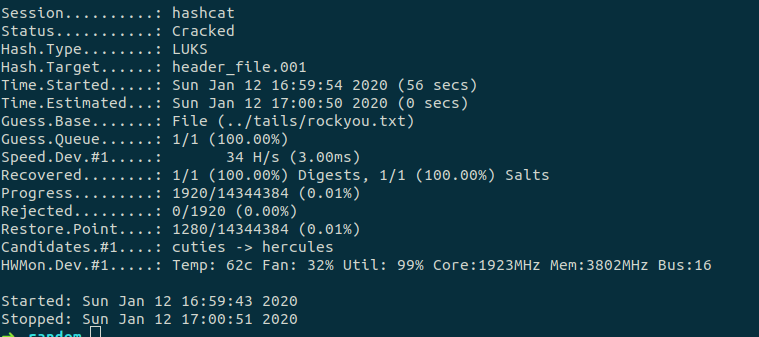 Session..........: hashcat
Status...........: Cracked
Hash.Type........: LUKS
Hash.Target......: header_file.001
Time.Started.....: Sun Jan 12 16:59:54 2020 (56 secs)
Time.Estimated...: Sun Jan 12 17:00:50 2020 (0 secs)
Guess.Base.......: File (../tails/rockyou.txt)
Guess.Queue......: 1/1 (100.00%)
Speed.Dev.#1.....:       34 H/s (3.00ms)
Recovered........: 1/1 (100.00%) Digests, 1/1 (100.00%) Salts
Progress.........: 1920/14344384 (0.01%)
Rejected.........: 0/1920 (0.00%)
Restore.Point....: 1280/14344384 (0.01%)
Candidates.#1....: cuties -> hercules
HWMon.Dev.#1.....: Temp: 62c Fan: 32% Util: 99% Core:1923MHz Mem:3802MHz Bus:16
Started: Sun Jan 12 16:59:43 2020
Stopped: Sun Jan 12 17:00:51 2020
random